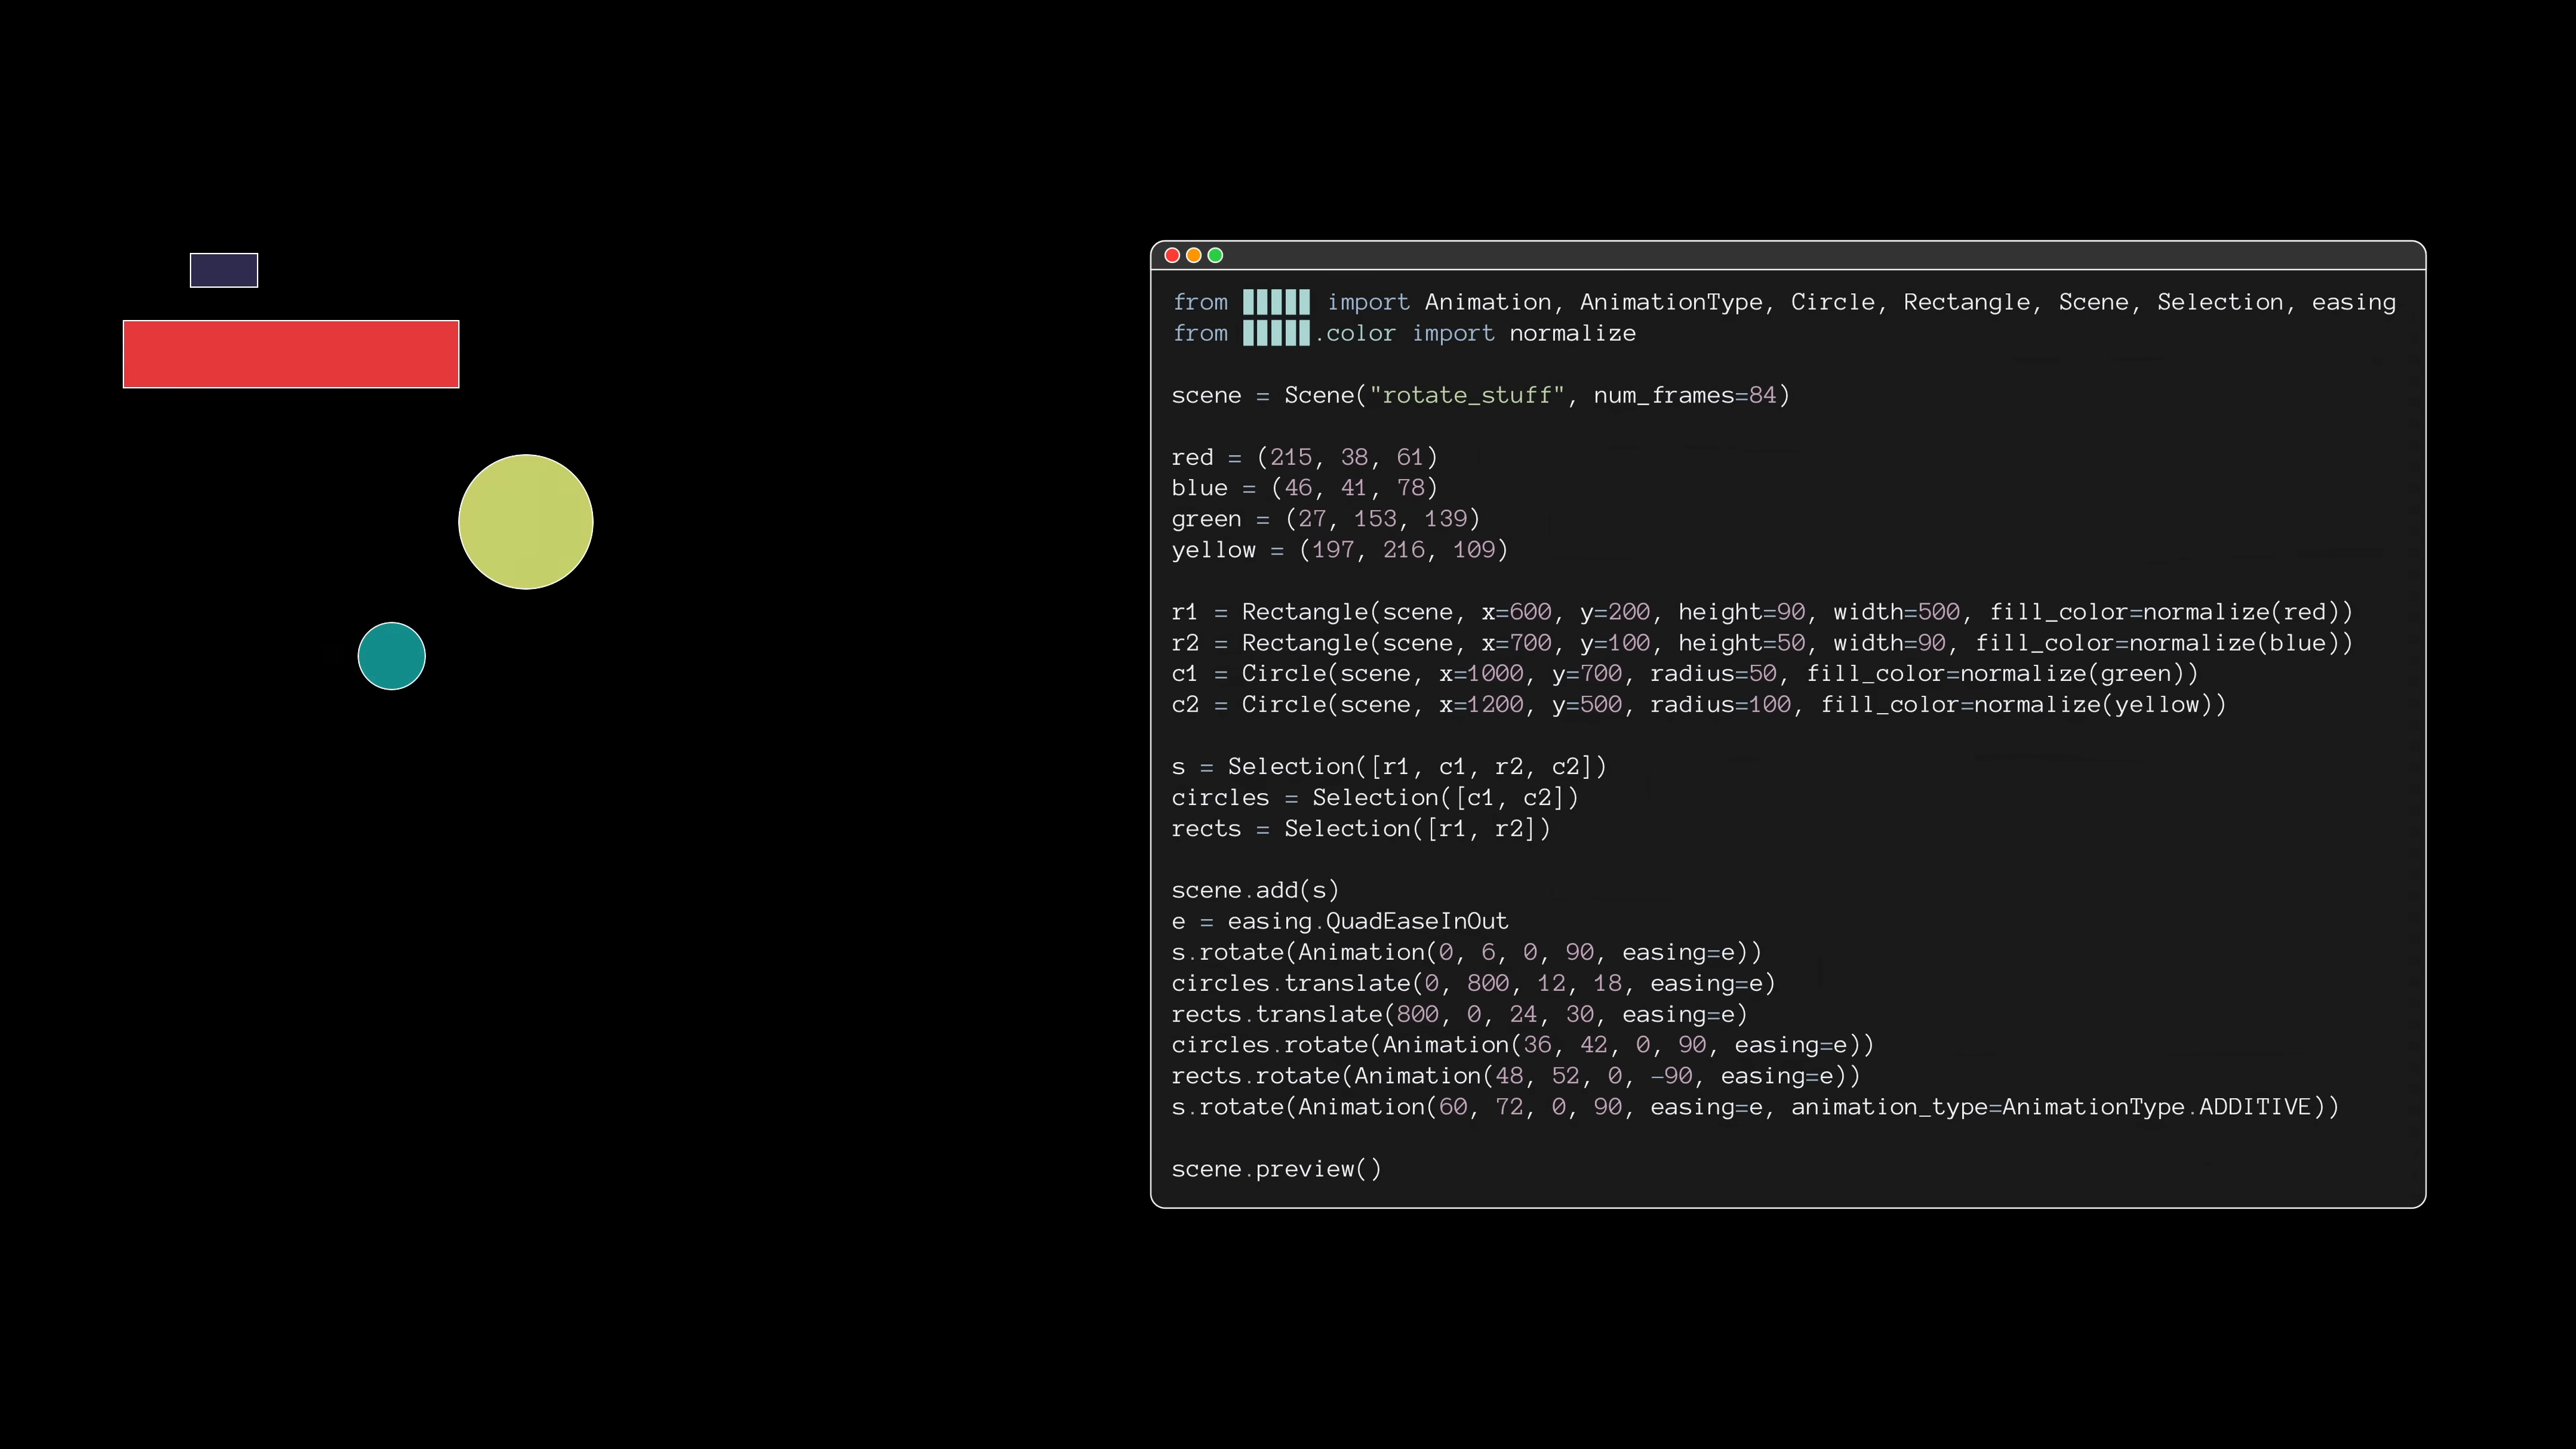 from import Animation, AnimationType, Circle, Rectangle, Scene, Selection, easing
from .color import normalize
scene = Scene("rotate_stuff", num_frames=84)
red = (215, 38, 61)
blue = (46, 41, 78)
green = (27, 153, 139)
yellow = (197, 216, 109)
r1 = Rectangle(scene, x=600, y=200, height=90, width=500, fill_color=normalize(red))
r2 = Rectangle(scene, x=700, y=100, height=50, width=90, fill_color=normalize(blue))
c1 = Circle(scene, x=1000, y=700, radius=50, fill_color=normalize(green))
c2 = Circle(scene, x=1200, y=500, radius=100, fill_color=normalize(yellow))
s = Selection([r1, c1, r2, c2])
circles = Selection([c1, c2])
rects = Selection([r1, r2])
scene.add(s)
e = easing.QuadEaseInOut
s.rotate(Animation(0, 6, 0, 90, easing=e))
circles.translate(0, 800, 12, 18, easing=e)
rects.translate(800, 0, 24, 30, easing=e)
circles.rotate(Animation(36, 42, 0, 90, easing=e))
rects.rotate(Animation(48, 52, 0, -90, easing=e))
s.rotate(Animation(60, 72, 0, 90, easing=e, animation_type=AnimationType.ADDITIVE))
scene.preview()